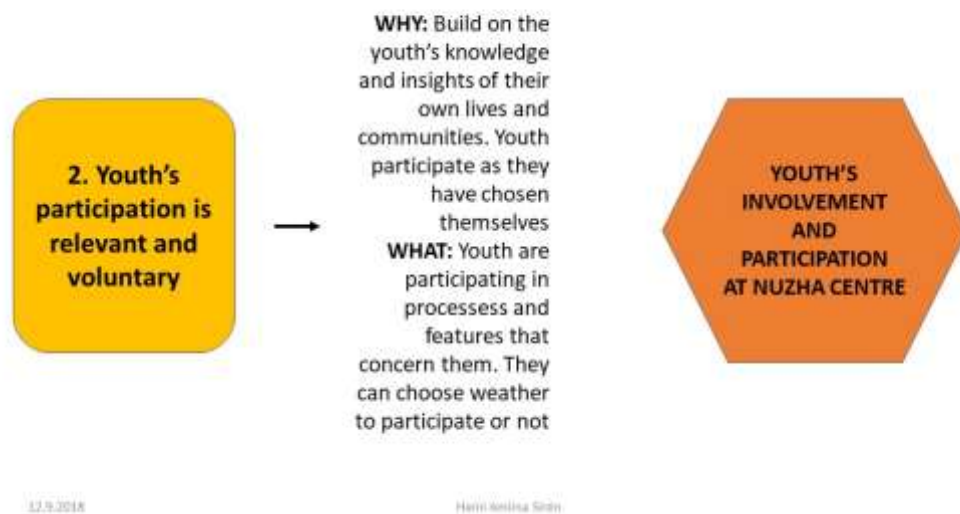 2. Youth's
participation is
relevant and
voluntary
WHY: Build on the
youth's knowledge
and insights of their
own lives and
communities. Youth
participate as they
have chosen
themselves
WHAT: Youth are
participating in
processess and
features that
concern them. They
can choose weather
to participate or not
YOUTH'S
INVOLVEMENT
AND
PARTICIPATION
AT NUZHA CENTRE
12.9.2018